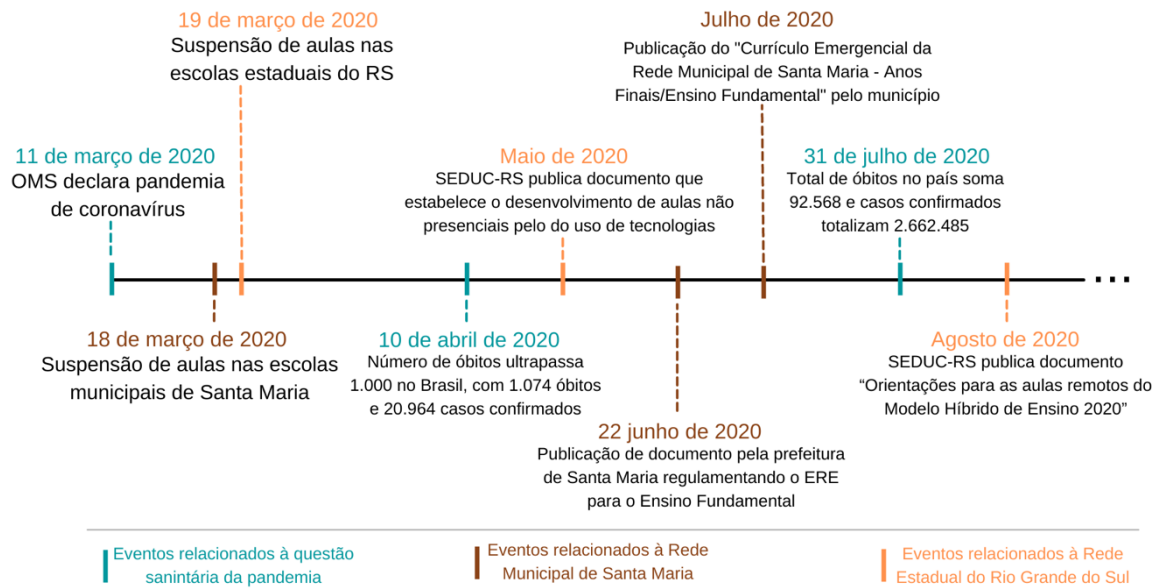 19 de março de 2020
Suspensão de aulas nas
escolas estaduais do RS
Julho de 2020
Publicação do "Currículo Emergencial da
Rede Municipal de Santa Maria - Anos
Finais/Ensino Fundamental" pelo município
11 de março de 2020
OMS declara pandemia
de coronavírus
Maio de 2020
SEDUC-RS publica documento que
estabelece o desenvolvimento de aulas não
presenciais pelo do uso de tecnologias
31 de julho de 2020
Total de óbitos no país soma
92.568 e casos confirmados
totalizam 2.662.485
...
18 de março de 2020
Suspensão de aulas nas escolas
municipais de Santa Maria
10 de abril de 2020
Número de óbitos ultrapassa
1.000 no Brasil, com 1.074 óbitos
e 20.964 casos confirmados
22 junho de 2020
Publicação de documento pela prefeitura
de Santa Maria regulamentando o ERE
para o Ensino Fundamental
Agosto de 2020
SEDUC-RS publica documento
“Orientações para as aulas remotos do
Modelo Híbrido de Ensino 2020”
Eventos relacionados à questão
sanintária da pandemia
Eventos relacionados à Rede
Municipal de Santa Maria
Eventos relacionados à Rede
Estadual do Rio Grande do Sul